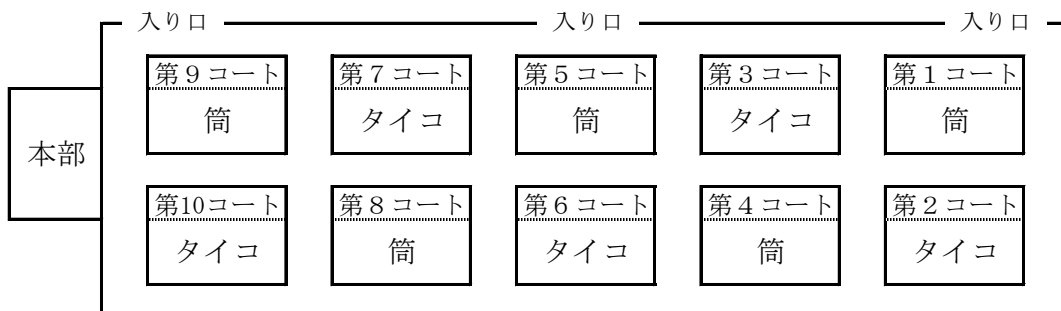 入り口 入り口 入り口
第９コート 第７コート 第５コート 第３コート 第１コート
筒 タイコ 筒 タイコ 筒
本部
第10コート 第８コート 第６コート 第４コート 第２コート
タイコ 筒 タイコ 筒 タイコ